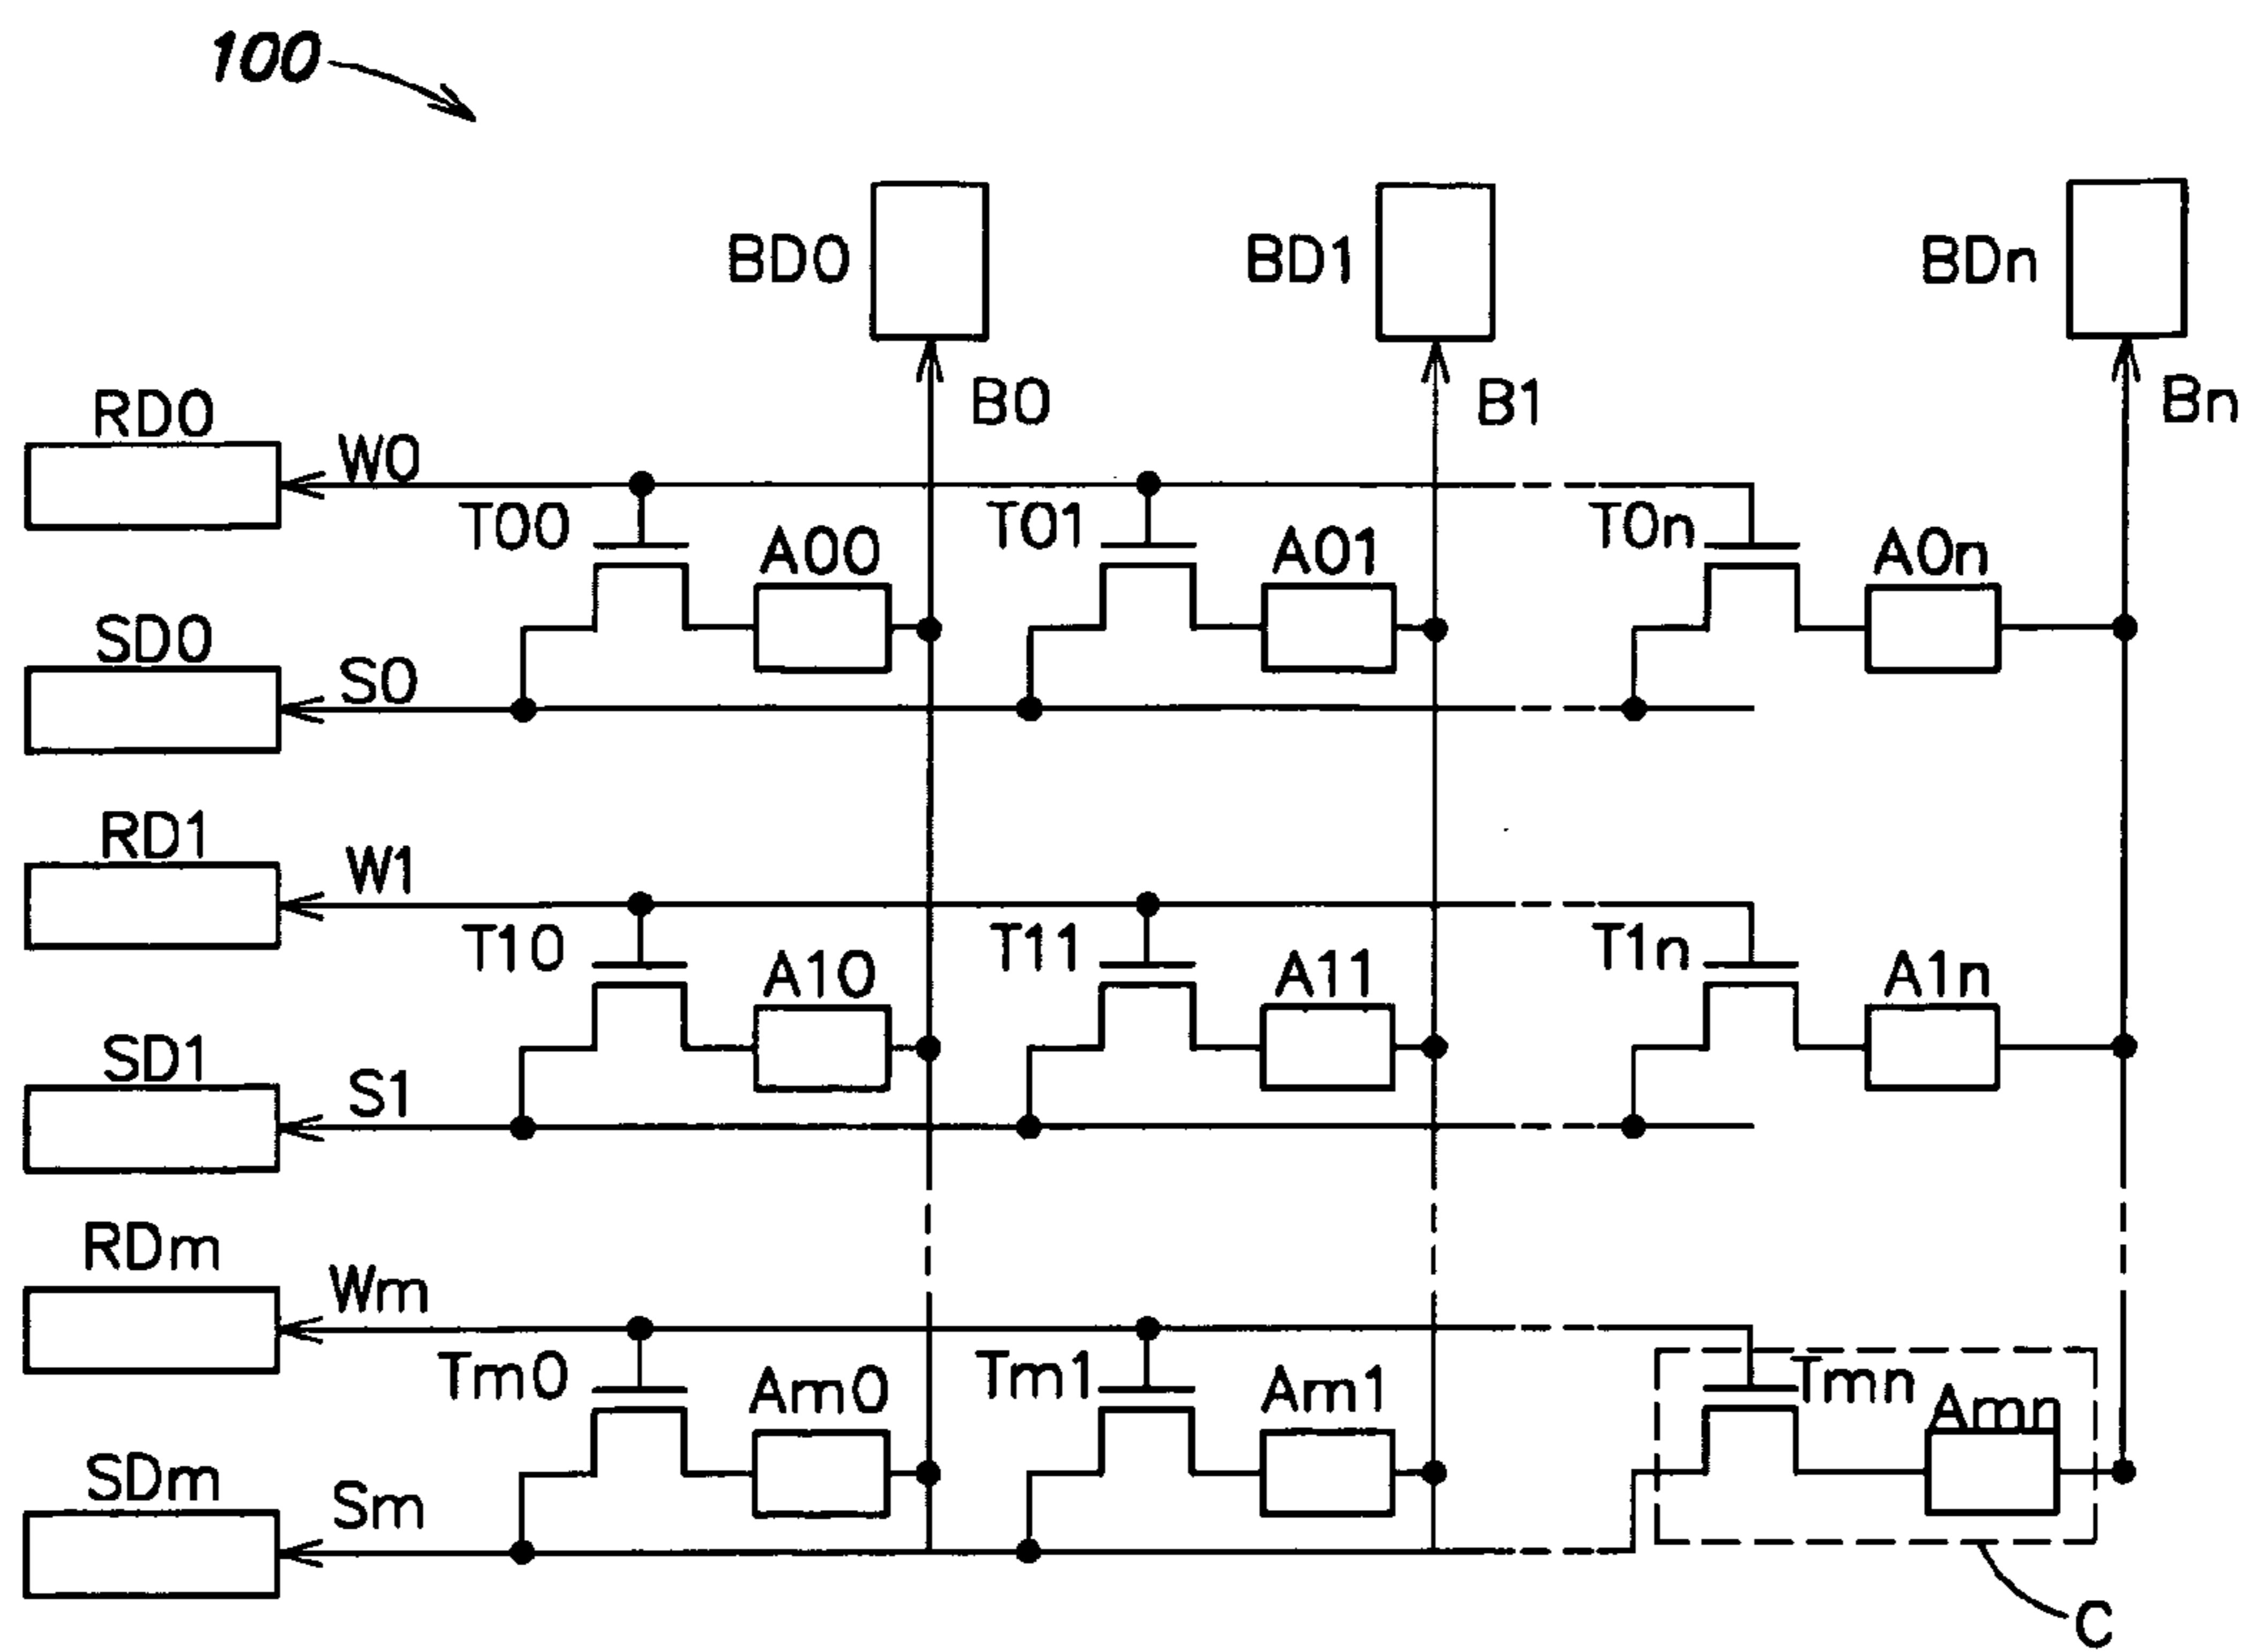 100
BD0 BD1 BDn
B0 B1 Bn
RD0 W0
T00 T01 T0n
A00 A01 A0n
SD0 S0
RD1 W1
T10 T11 T1n
A10 A11 A1n
SD1 S1
RDm Wm
Tm0 Tm1 Tmn
Am0 Am1 Amn
SDm Sm
C